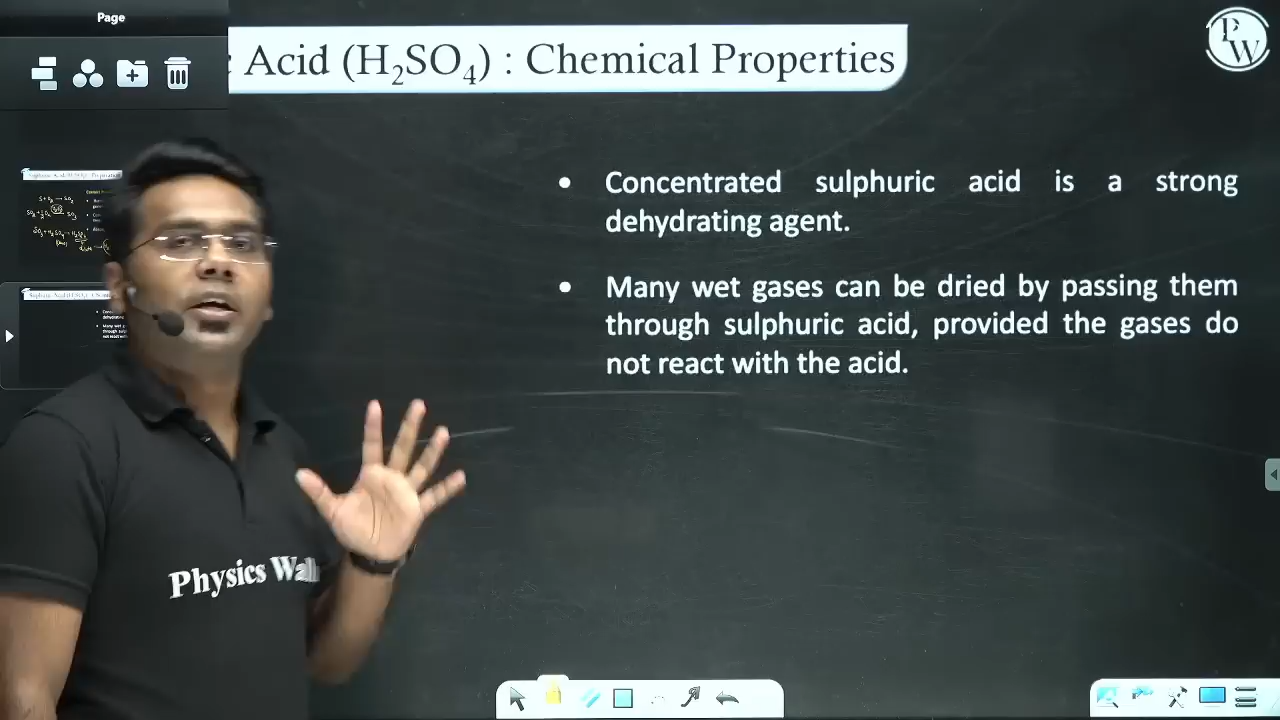 Page
Acid (H₂SO₄) : Chemical Properties
PW
Concentrated sulphuric acid is a strong
dehydrating agent.
Many wet gases can be dried by passing them
through sulphuric acid, provided the gases do
not react with the acid.
Physics Wall